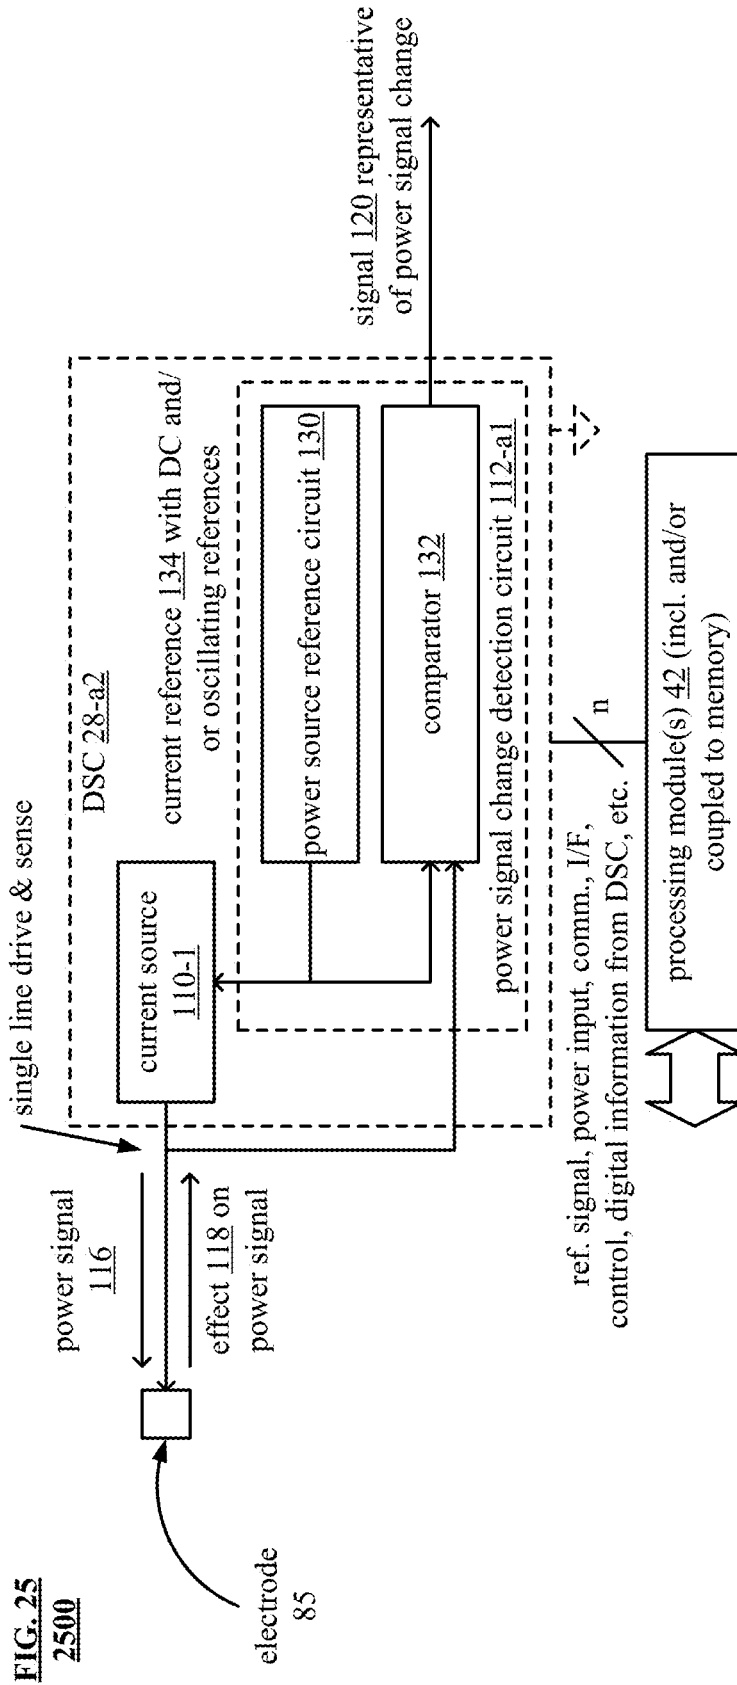 FIG. 25
2500
single line drive & sense
power signal
116
effect 118 on
power signal
electrode
85
DSC 28-a2
current source
110-1
current reference 134 with DC and/
or oscillating references
power source reference circuit 130
comparator 132
power signal change detection circuit 112-a1
signal 120 representative
of power signal change
ref. signal, power input, comm., I/F,
control, digital information from DSC, etc.
n
processing module(s) 42 (incl. and/or
coupled to memory)